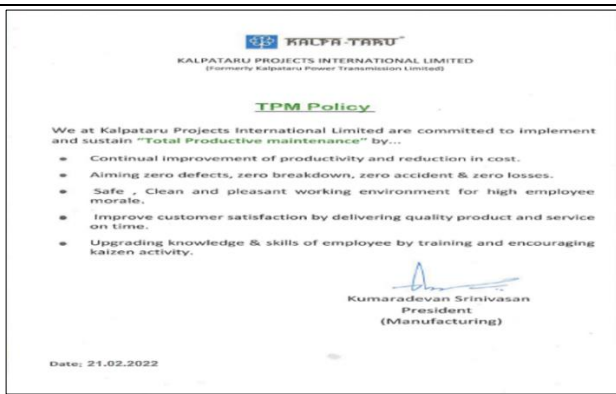 KALPA-TARU
KALPATARU PROJECTS INTERNATIONAL LIMITED
(Formerly Kalpataru Power Transmission Limited)
TPM Policy
We at Kalpataru Projects International Limited are committed to implement
and sustain "Total Productive maintenance" by...
• Continual improvement of productivity and reduction in cost.
• Aiming zero defects, zero breakdown, zero accident & zero losses.
• Safe , Clean and pleasant working environment for high employee
morale.
• Improve customer satisfaction by delivering quality product and service
on time.
• Upgrading knowledge & skills of employee by training and encouraging
kaizen activity.
Kumaradevan Srinivasan
President
(Manufacturing)
Date; 21.02.2022